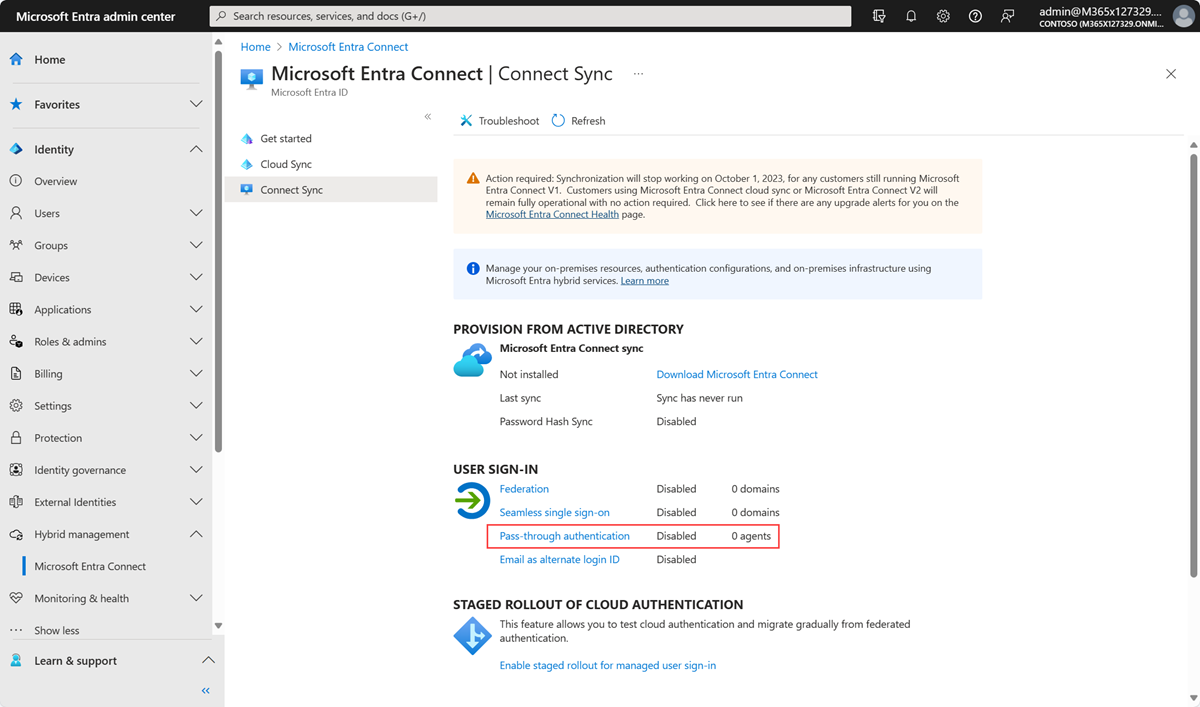 Microsoft Entra admin center
Search resources, services, and docs (G+/)
admin@M365x127329....
CONTOSO (M365X127329.ONMI...
Home
Favorites
Identity
Overview
Users
Groups
Devices
Applications
Roles & admins
Billing
Settings
Protection
Identity governance
External Identities
Hybrid management
Microsoft Entra Connect
Monitoring & health
Show less
Learn & support
Home > Microsoft Entra Connect
Microsoft Entra Connect | Connect Sync ...
Microsoft Entra ID
Get started
Cloud Sync
Connect Sync
Troubleshoot Refresh
Action required: Synchronization will stop working on October 1, 2023, for any customers still running Microsoft
Entra Connect V1. Customers using Microsoft Entra Connect cloud sync or Microsoft Entra Connect V2 will
remain fully operational with no action required. Click here to see if there are any upgrade alerts for you on the
Microsoft Entra Connect Health page.
Manage your on-premises resources, authentication configurations, and on-premises infrastructure using
Microsoft Entra hybrid services. Learn more
PROVISION FROM ACTIVE DIRECTORY
Microsoft Entra Connect sync
Not installed Download Microsoft Entra Connect
Last sync Sync has never run
Password Hash Sync Disabled
USER SIGN-IN
Federation Disabled 0 domains
Seamless single sign-on Disabled 0 domains
Pass-through authentication Disabled 0 agents
Email as alternate login ID Disabled
STAGED ROLLOUT OF CLOUD AUTHENTICATION
This feature allows you to test cloud authentication and migrate gradually from federated
authentication.
Enable staged rollout for managed user sign-in